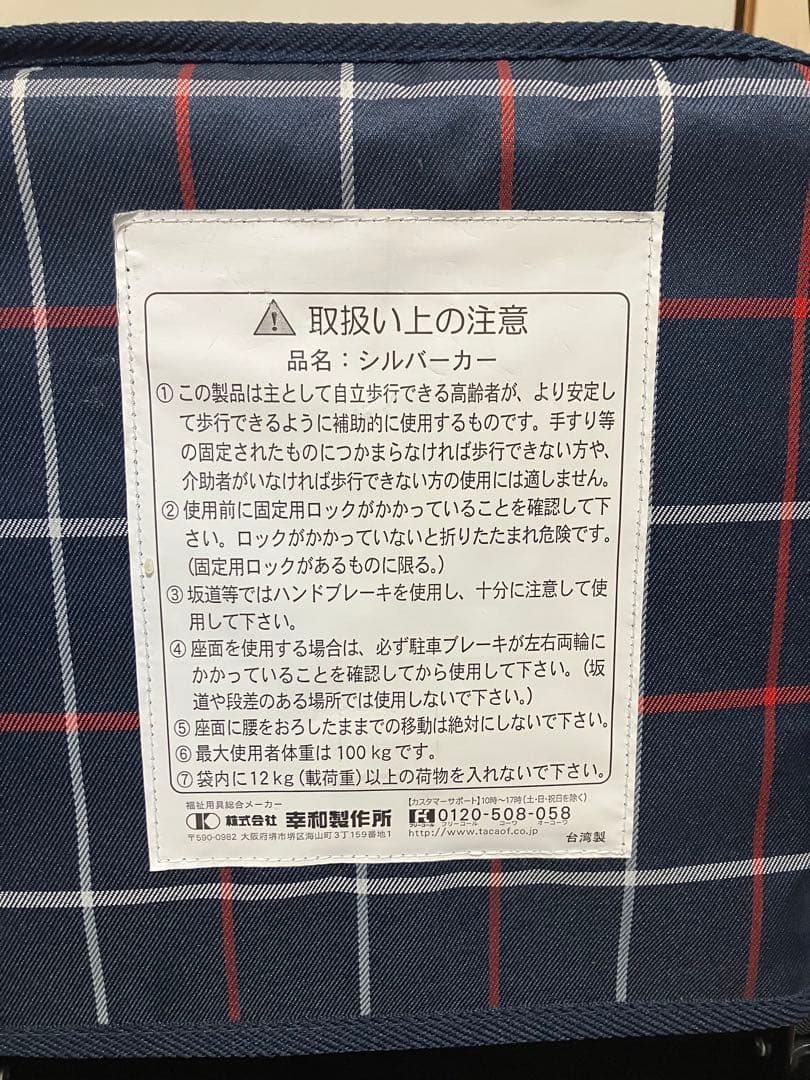 取扱い上の注意
品名：シルバーカー
① この製品は主として自立歩行できる高齢者が、より安定し
て歩行できるように補助的に使用するものです。手すり等
の固定されたものにつかまらなければ歩行できない方や、
介助者がいなければ歩行できない方の使用には適しません。
② 使用前に固定用ロックがかかっていることを確認して下
さい。ロックがかかっていないと折りたたまれ危険です。
（固定用ロックがあるものに限る。）
③ 坂道等ではハンドブレーキを使用し、十分に注意して使
用して下さい。
④ 座面を使用する場合は、必ず駐車ブレーキが左右両輪に
かかっていることを確認してから使用して下さい。（坂
道や段差のある場所では使用しないで下さい。）
⑤ 座面に腰をおろしたままでの移動は絶対にしないで下さい。
⑥ 最大使用者体重は100kgです。
⑦ 袋内に12kg（載荷重）以上の荷物を入れないで下さい。
福祉用具総合メーカー
株式会社 幸和製作所
〒590-0982 大阪府堺市堺区海山町3丁159番地1
【カスタマーサポート】10時〜17時（土・日・祝日を除く）
0120-508-058
フリーコール フリーコール コーワ オーコーワ
http://www.tacaof.co.jp
台湾製